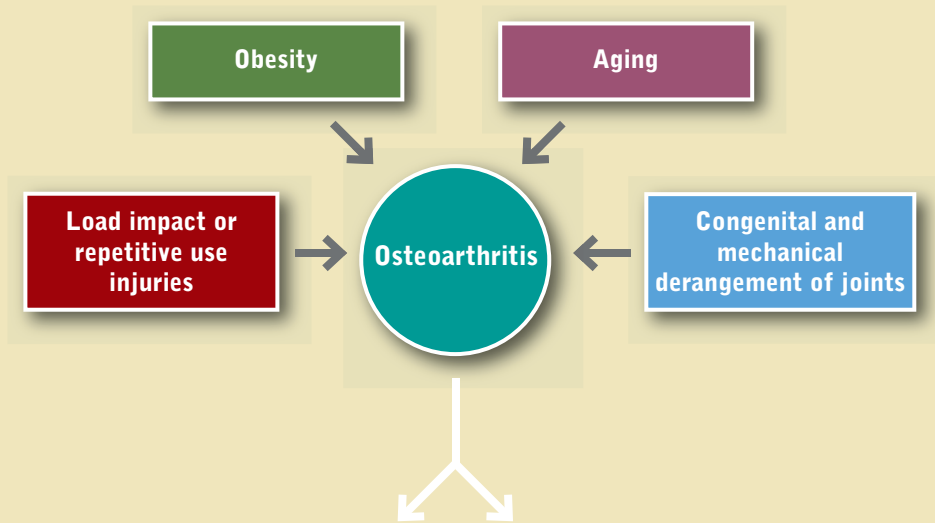 Obesity
Aging
Load impact or
repetitive use
injuries
Osteoarthritis
Congenital and
mechanical
derangement of joints